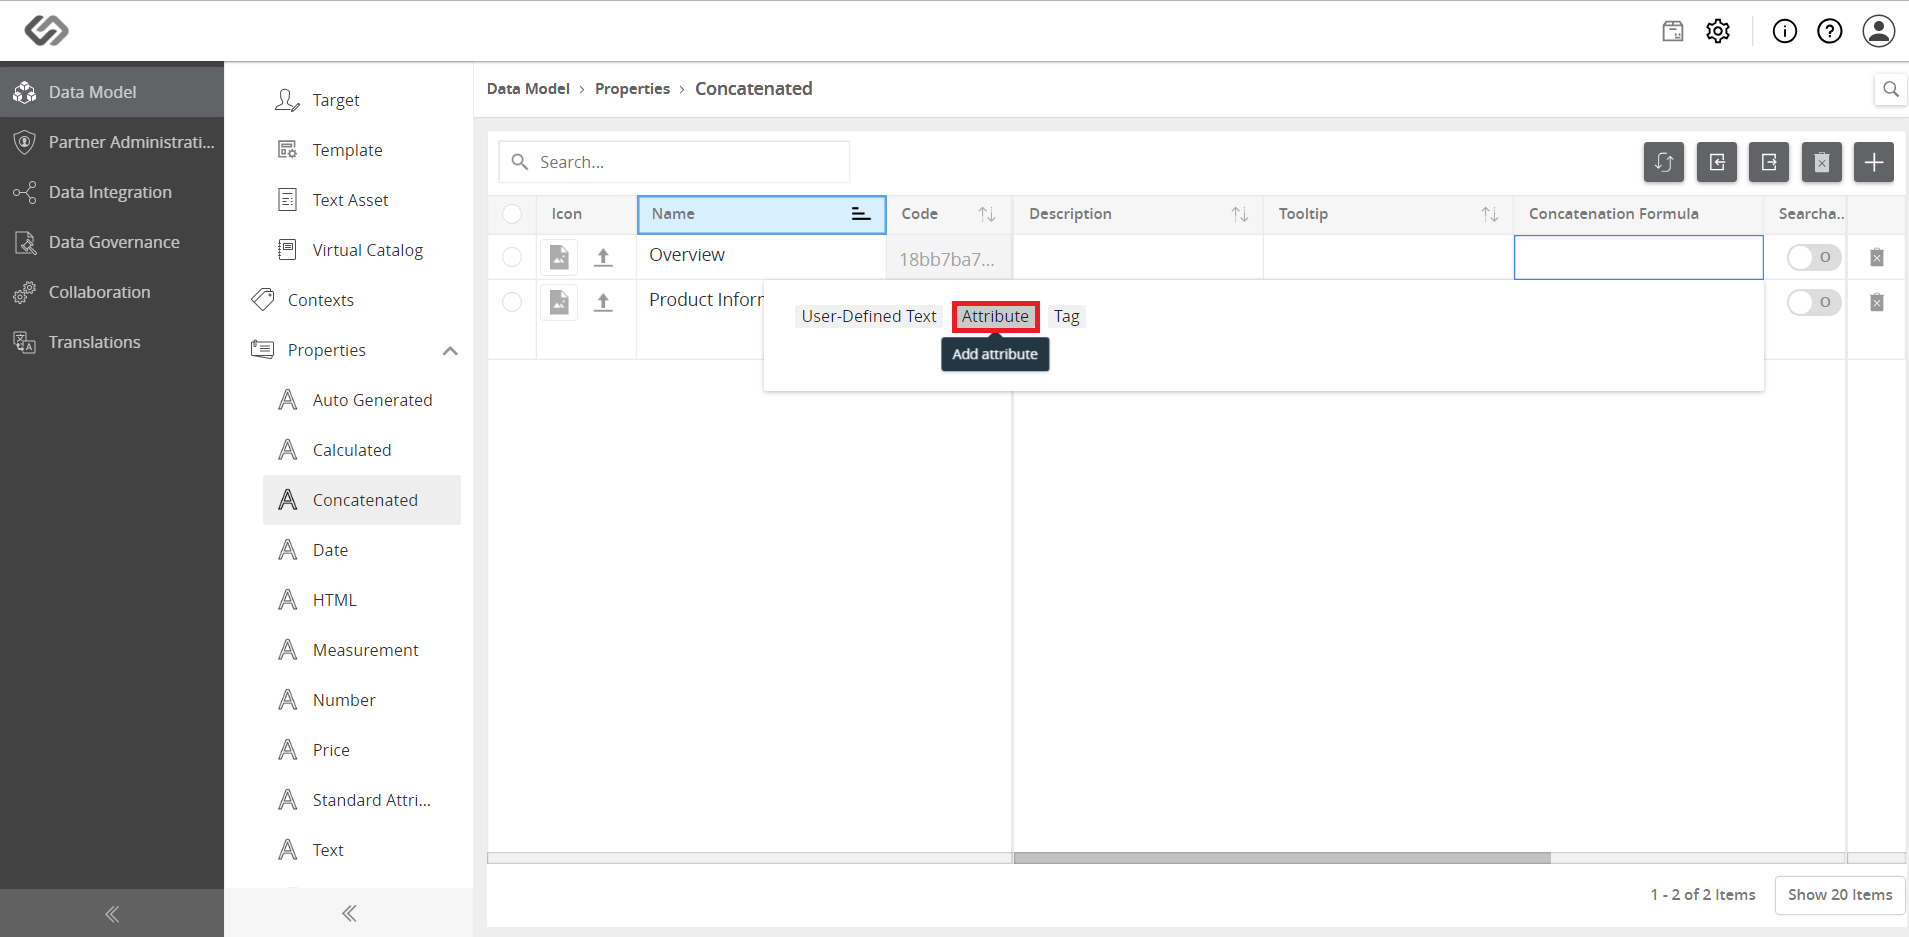 Data Model
Partner Administrati...
Data Integration
Data Governance
Collaboration
Translations
Target
Template
Text Asset
Virtual Catalog
Contexts
Properties
Auto Generated
Calculated
Concatenated
Date
HTML
Measurement
Number
Price
Standard Attri...
Text
Data Model › Properties › Concatenated
Search...
Icon Name Code Description Tooltip Concatenation Formula Searcha..
Overview 18bb7ba7...
Product Inforr
User-Defined Text Attribute Tag
Add attribute
1 - 2 of 2 Items Show 20 Items